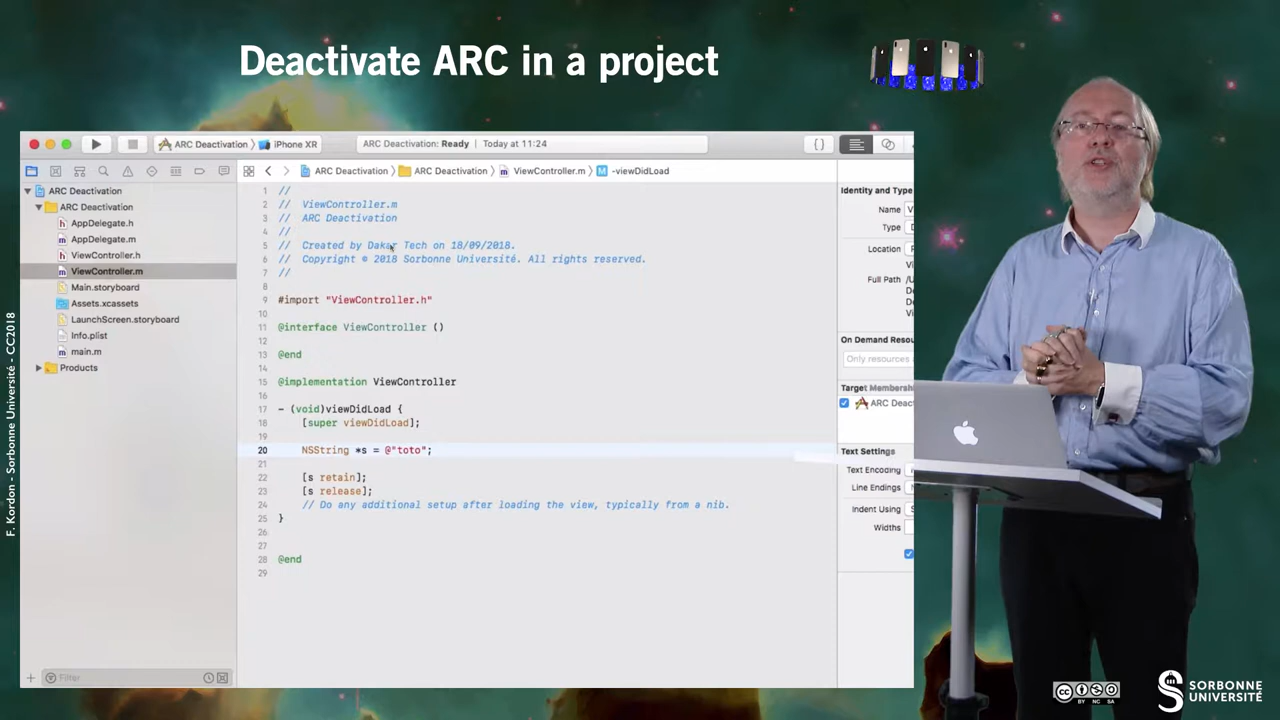 Deactivate ARC in a project
ARC Deactivation
iPhone XR
ARC Deactivation: Ready
Today at 11:24
{ }
ARC Deactivation
ARC Deactivation
ViewController.m
M
-viewDidLoad
ARC Deactivation
ARC Deactivation
h AppDelegate.h
m AppDelegate.m
h ViewController.h
m ViewController.m
Main.storyboard
Assets.xcassets
LaunchScreen.storyboard
Info.plist
m main.m
Products
Filter
1 //
2 // ViewController.m
3 // ARC Deactivation
4 //
5 // Created by Dakar Tech on 18/09/2018.
6 // Copyright © 2018 Sorbonne Université. All rights reserved.
7 //
8
9 #import "ViewController.h"
10
11 @interface ViewController ()
12
13 @end
14
15 @implementation ViewController
16
17 - (void)viewDidLoad {
18 [super viewDidLoad];
19
20 NSString *s = @"toto";
21
22 [s retain];
23 [s release];
24 // Do any additional setup after loading the view, typically from a nib.
25 }
26
27
28 @end
29
Identity and Type
Name
Type
Location
Full Path
On Demand Resou
Only resources a
Target Membersh
ARC Deac
Text Settings
Text Encoding
Line Endings
Indent Using
Widths
F. Kordon - Sorbonne Université - CC2018
CC BY NC SA
SORBONNE
UNIVERSITÉ